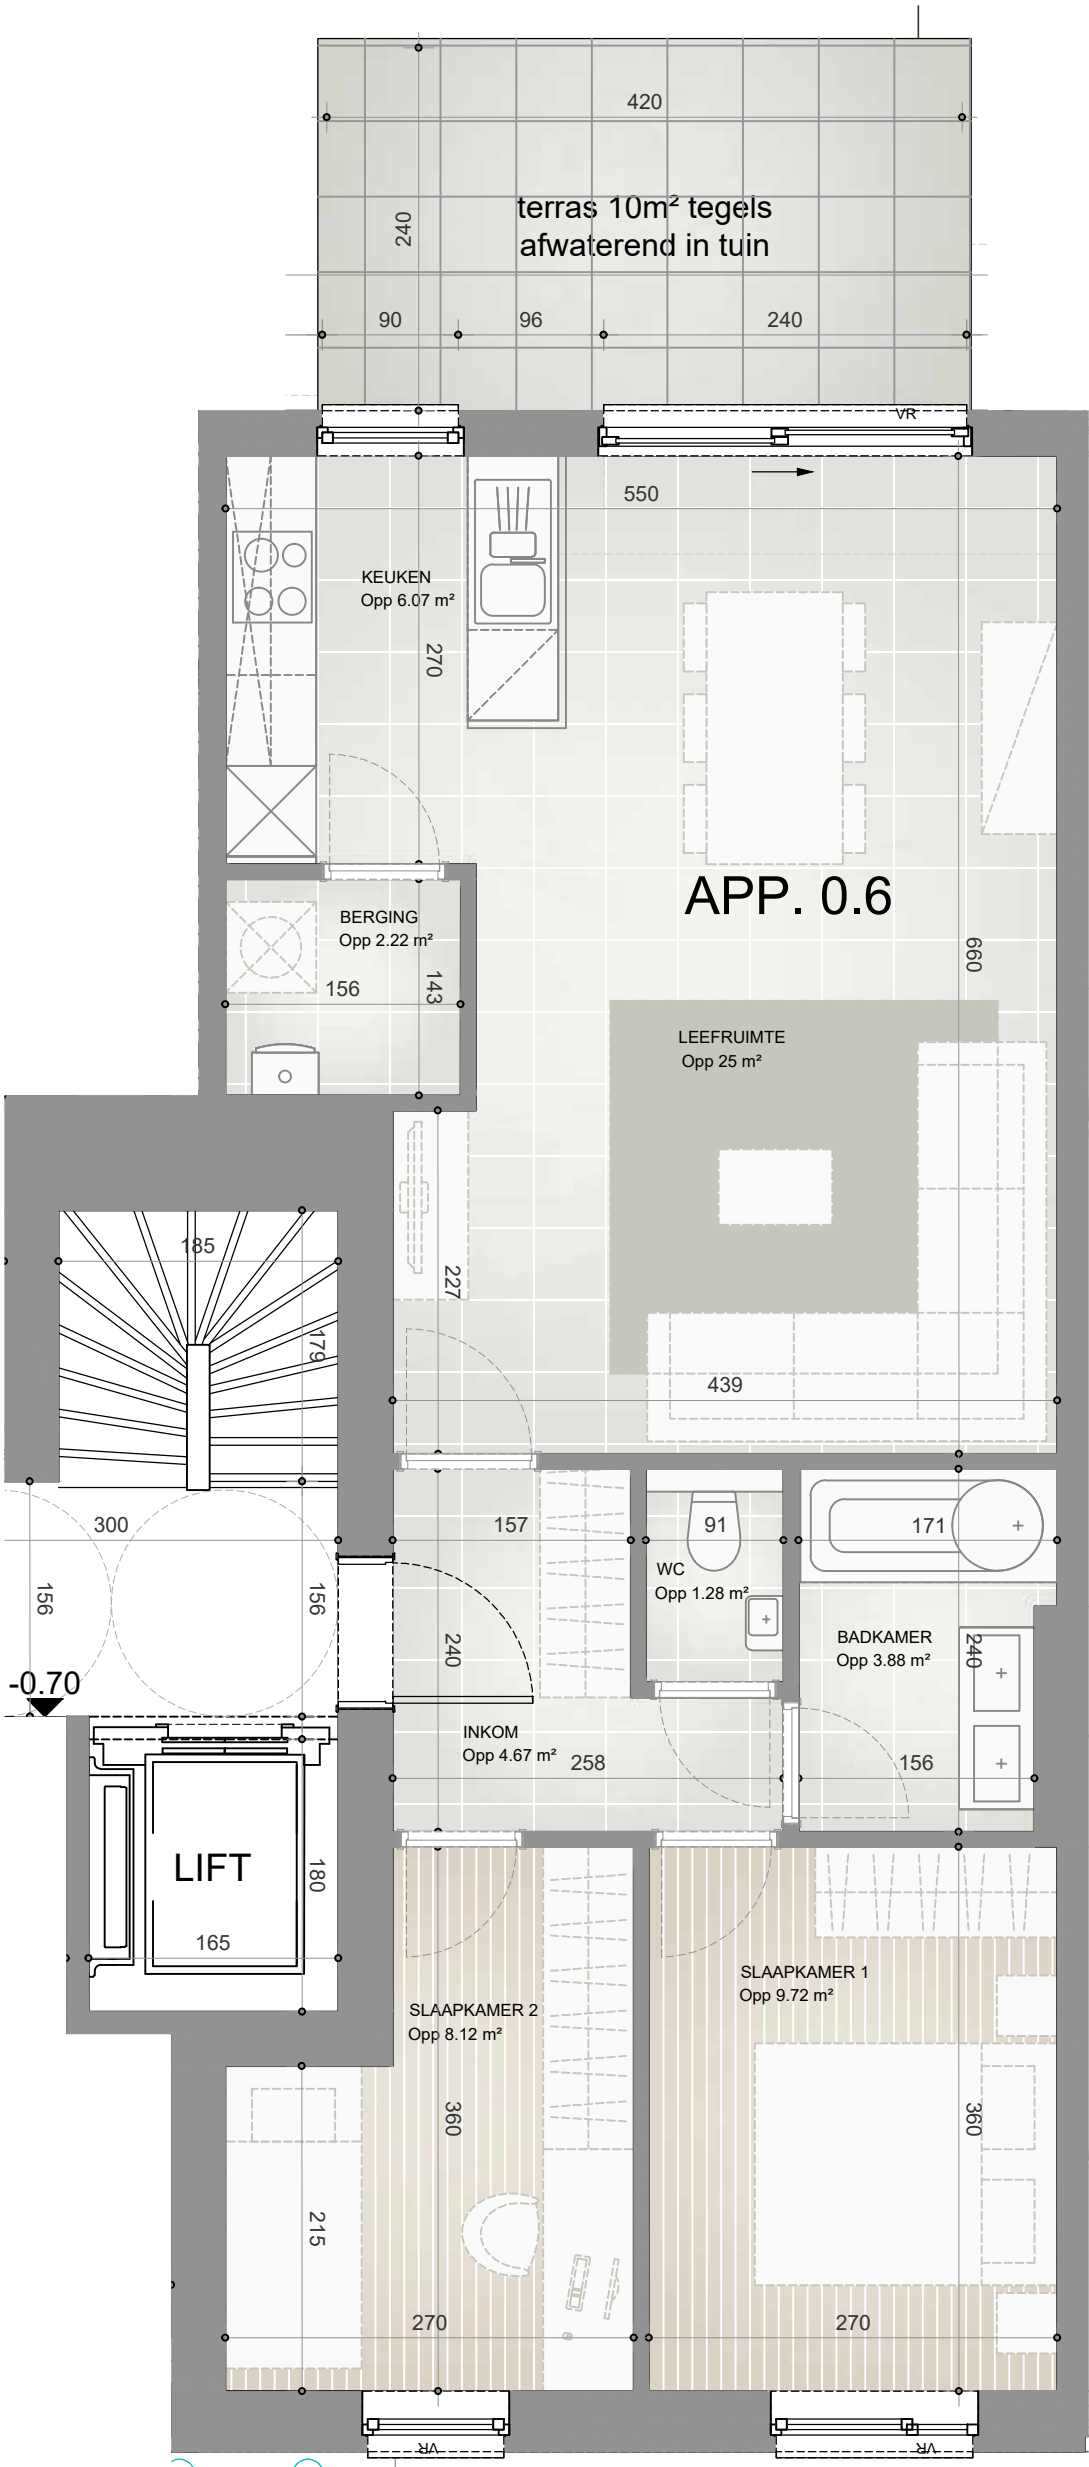 420
terras 10m² tegels
afwaterend in tuin
240
90
96
240
VR
550
KEUKEN
Opp 6.07 m²
270
APP. 0.6
BERGING
Opp 2.22 m²
156
143
660
LEEFRUIMTE
Opp 25 m²
185
227
179
439
300
157
91
171
WC
Opp 1.28 m²
156
156
240
BADKAMER
Opp 3.88 m²
240
-0.70
INKOM
Opp 4.67 m²
258
156
LIFT
180
165
SLAAPKAMER 1
Opp 9.72 m²
SLAAPKAMER 2
Opp 8.12 m²
360
360
215
270
270
VR
VR